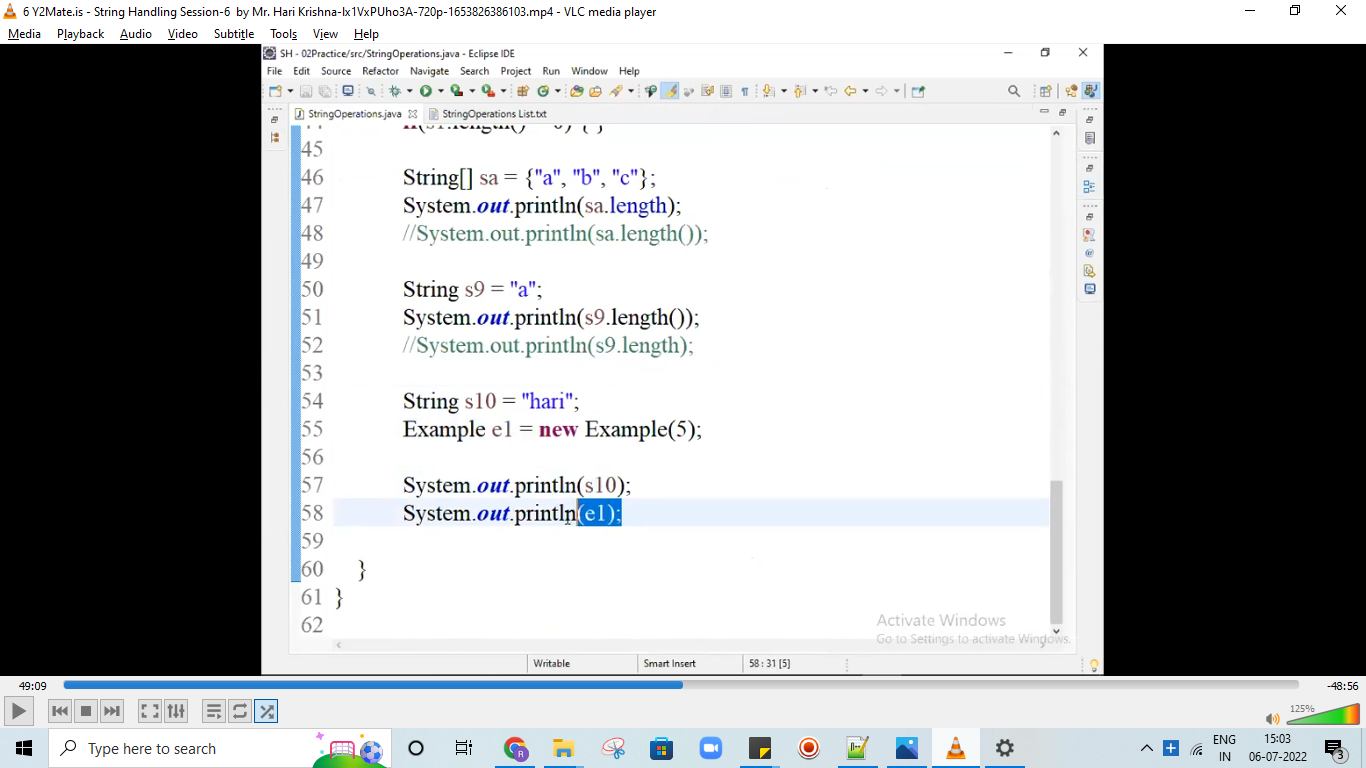 6 Y2Mate.is - String Handling Session-6 by Mr. Hari Krishna-Ix1VxPUho3A-720p-1653826386103.mp4 - VLC media player
Media Playback Audio Video Subtitle Tools View Help
SH - 02Practice/src/StringOperations.java - Eclipse IDE
File Edit Source Refactor Navigate Search Project Run Window Help
StringOperations.java StringOperations List.txt
45
46 String[] sa = {"a", "b", "c"};
47 System.out.println(sa.length);
48 //System.out.println(sa.length());
49
50 String s9 = "a";
51 System.out.println(s9.length());
52 //System.out.println(s9.length);
53
54 String s10 = "hari";
55 Example e1 = new Example(5);
56
57 System.out.println(s10);
58 System.out.println(e1);
59
60 }
61 }
62
Activate Windows
Go to Settings to activate Windows.
Writable Smart Insert 58 : 31 [5]
49:09 -48:56
125%
Type here to search
R
ENG
IN
15:03
06-07-2022
3